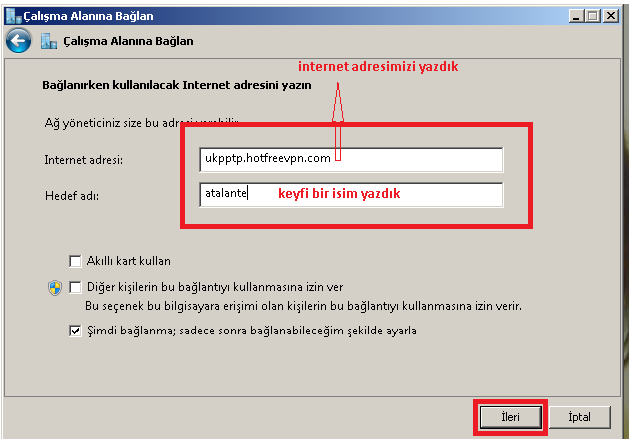 Çalışma Alanına Bağlan
Çalışma Alanına Bağlan
internet adresimizi yazdık
Bağlanırken kullanılacak Internet adresini yazın
Ağ yöneticiniz size bu adresi verebilir.
Internet adresi:
ukpptp.hotfreevpn.com
Hedef adı:
atalante
keyfi bir isim yazdık
Akıllı kart kullan
Diğer kişilerin bu bağlantıyı kullanmasına izin ver
Bu seçenek bu bilgisayara erişimi olan kişilerin bu bağlantıyı kullanmasına izin verir.
Şimdi bağlanma; sadece sonra bağlanabileceğim şekilde ayarla
İleri
İptal